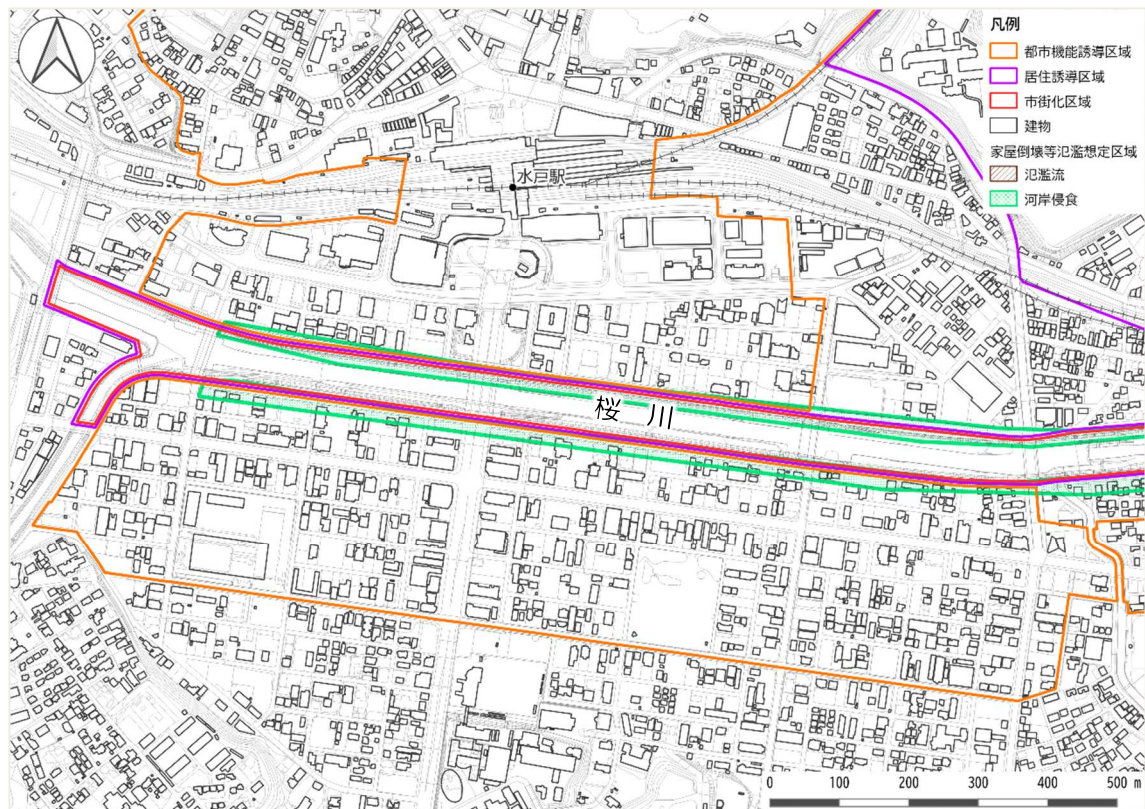 凡例
都市機能誘導区域
居住誘導区域
市街化区域
建物
家屋倒壊等氾濫想定区域
氾濫流
河岸侵食
水戸駅
桜川
0 100 200 300 400 500 m